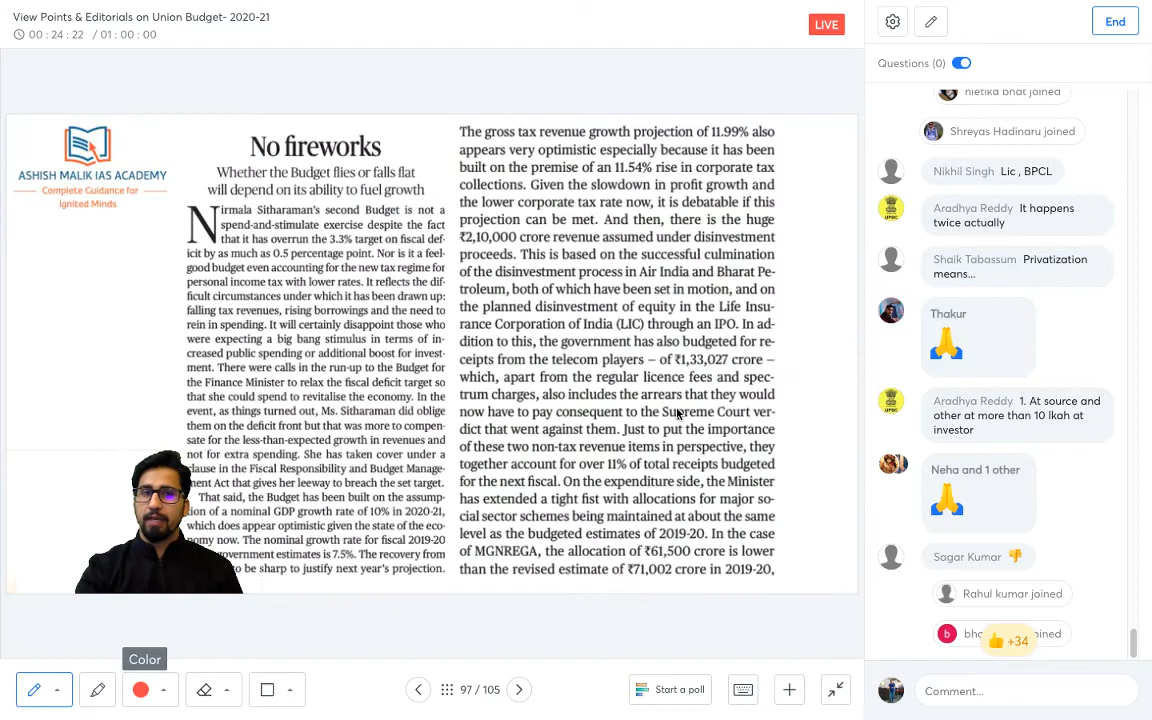 View Points & Editorials on Union Budget- 2020-21
00 : 24 : 22 / 01 : 00 : 00
LIVE
End
Questions (0)
ASHISH MALIK IAS ACADEMY
Complete Guidance for
Ignited Minds
No fireworks
Whether the Budget flies or falls flat
will depend on its ability to fuel growth
Nirmala Sitharaman's second Budget is not a
spend-and-stimulate exercise despite the fact
that it has overrun the 3.3% target on fiscal def-
icit by as much as 0.5 percentage point. Nor is it a feel-
good budget even accounting for the new tax regime for
personal income tax with lower rates. It reflects the dif-
ficult circumstances under which it has been drawn up:
falling tax revenues, rising borrowings and the need to
rein in spending. It will certainly disappoint those who
were expecting a big bang stimulus in terms of in-
creased public spending or additional boost for invest-
ment. There were calls in the run-up to the Budget for
the Finance Minister to relax the fiscal deficit target so
that she could spend to revitalise the economy. In the
event, as things turned out, Ms. Sitharaman did oblige
them on the deficit front but that was more to compen-
sate for the less-than-expected growth in revenues and
not for extra spending. She has taken cover under a
clause in the Fiscal Responsibility and Budget Manage-
ment Act that gives her leeway to breach the set target.
That said, the Budget has been built on the assump-
tion of a nominal GDP growth rate of 10% in 2020-21,
which does appear optimistic given the state of the eco-
nomy now. The nominal growth rate for fiscal 2019-20
government estimates is 7.5%. The recovery from
to be sharp to justify next year's projection.
The gross tax revenue growth projection of 11.99% also
appears very optimistic especially because it has been
built on the premise of an 11.54% rise in corporate tax
collections. Given the slowdown in profit growth and
the lower corporate tax rate now, it is debatable if this
projection can be met. And then, there is the huge
₹2,10,000 crore revenue assumed under disinvestment
proceeds. This is based on the successful culmination
of the disinvestment process in Air India and Bharat Pe-
troleum, both of which have been set in motion, and on
the planned disinvestment of equity in the Life Insu-
rance Corporation of India (LIC) through an IPO. In ad-
dition to this, the government has also budgeted for re-
ceipts from the telecom players – of ₹1,33,027 crore –
which, apart from the regular licence fees and spec-
trum charges, also includes the arrears that they would
now have to pay consequent to the Supreme Court ver-
dict that went against them. Just to put the importance
of these two non-tax revenue items in perspective, they
together account for over 11% of total receipts budgeted
for the next fiscal. On the expenditure side, the Minister
has extended a tight fist with allocations for major so-
cial sector schemes being maintained at about the same
level as the budgeted estimates of 2019-20. In the case
of MGNREGA, the allocation of ₹61,500 crore is lower
than the revised estimate of ₹71,002 crore in 2019-20,
nietika bhat joined
Shreyas Hadinaru joined
Nikhil Singh Lic , BPCL
Aradhya Reddy It happens
twice actually
Shaik Tabassum Privatization
means...
Thakur
Aradhya Reddy 1. At source and
other at more than 10 lkah at
investor
Neha and 1 other
Sagar Kumar
Rahul kumar joined
+34
Color
97 / 105
Start a poll
Comment...